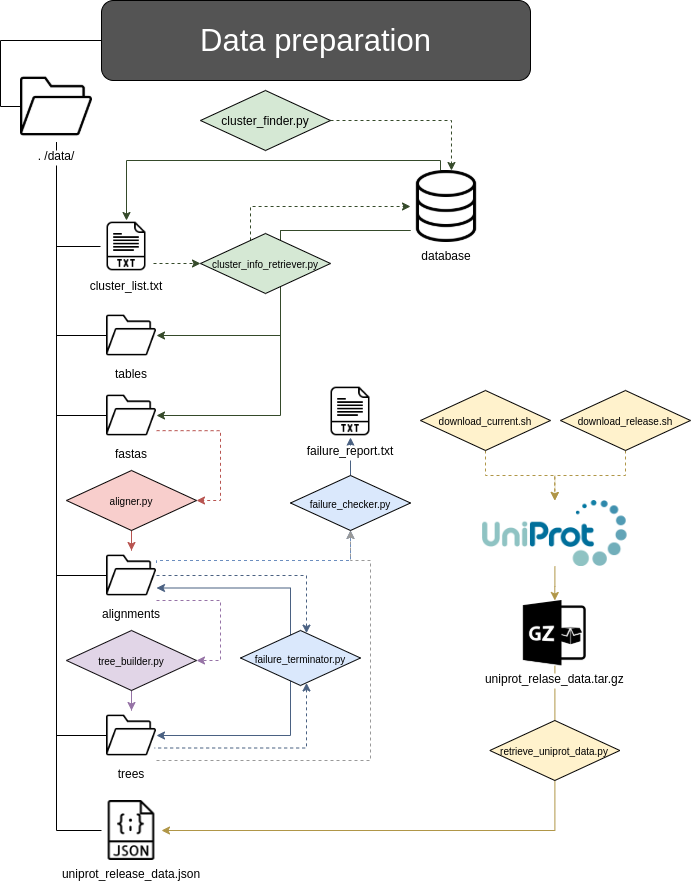 Data preparation
cluster_finder.py
. /data/
TXT
cluster_info_retriever.py
database
cluster_list.txt
tables
TXT
download_current.sh
download_release.sh
fastas
failure_report.txt
aligner.py
failure_checker.py
UniProt
alignments
GZ
tree_builder.py
failure_terminator.py
uniprot_relase_data.tar.gz
retrieve_uniprot_data.py
trees
{;}
JSON
uniprot_release_data.json